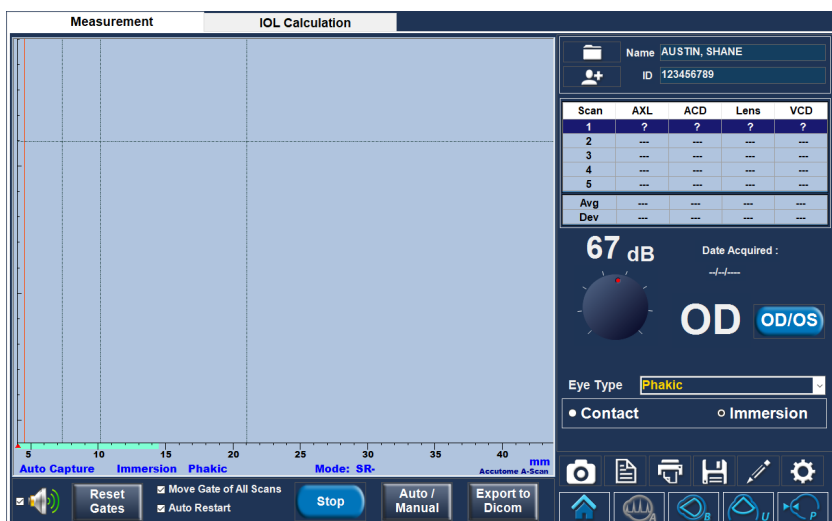 Measurement
IOL Calculation
Name AUSTIN, SHANE
ID 123456789
Scan AXL ACD Lens VCD
1 ? ? ? ?
2 --- --- --- ---
3 --- --- --- ---
4 --- --- --- ---
5 --- --- --- ---
Avg --- --- --- ---
Dev --- --- --- ---
67 dB
Date Acquired :
--/--/----
OD
OD/OS
Eye Type Phakic
Contact
Immersion
5 10 15 20 25 30 35 40 mm
Auto Capture Immersion Phakic Mode: SR-
Accutome A-Scan
Reset Gates
Move Gate of All Scans
Auto Restart
Stop
Auto / Manual
Export to Dicom
A
B
U
P